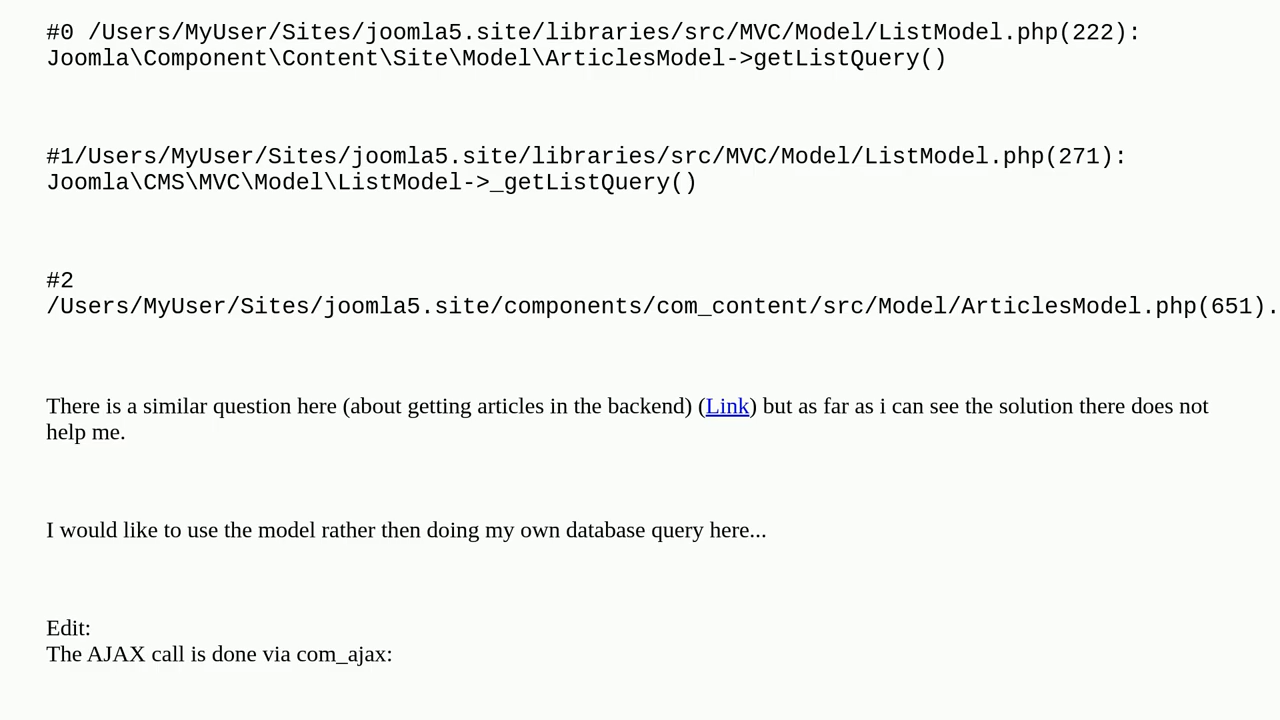 #0 /Users/MyUser/Sites/joomla5.site/libraries/src/MVC/Model/ListModel.php(222):
Joomla\Component\Content\Site\Model\ArticlesModel->getListQuery()
#1/Users/MyUser/Sites/joomla5.site/libraries/src/MVC/Model/ListModel.php(271):
Joomla\CMS\MVC\Model\ListModel->_getListQuery()
#2
/Users/MyUser/Sites/joomla5.site/components/com_content/src/Model/ArticlesModel.php(651).
There is a similar question here (about getting articles in the backend) (Link) but as far as i can see the solution there does not
help me.
I would like to use the model rather then doing my own database query here...
Edit:
The AJAX call is done via com_ajax: